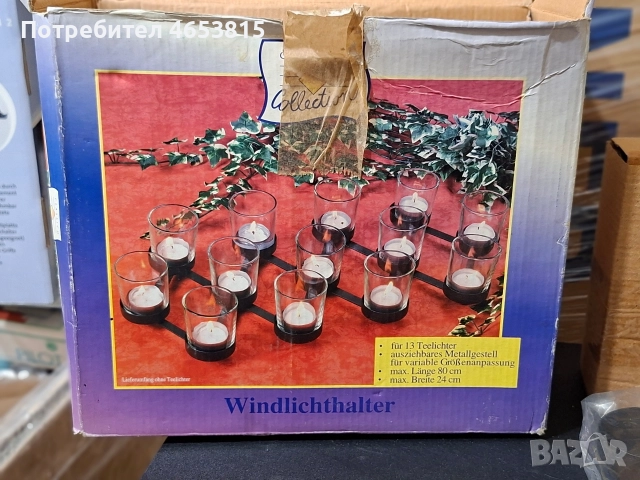 Потребител 4653815
Collection
• für 13 Teelichter
• ausziehbares Metallgestell
für variable Größenanpassung
• max. Länge 80 cm
• max. Breite 24 cm
Lieferumfang ohne Teelichter
Windlichthalter
BAZAR